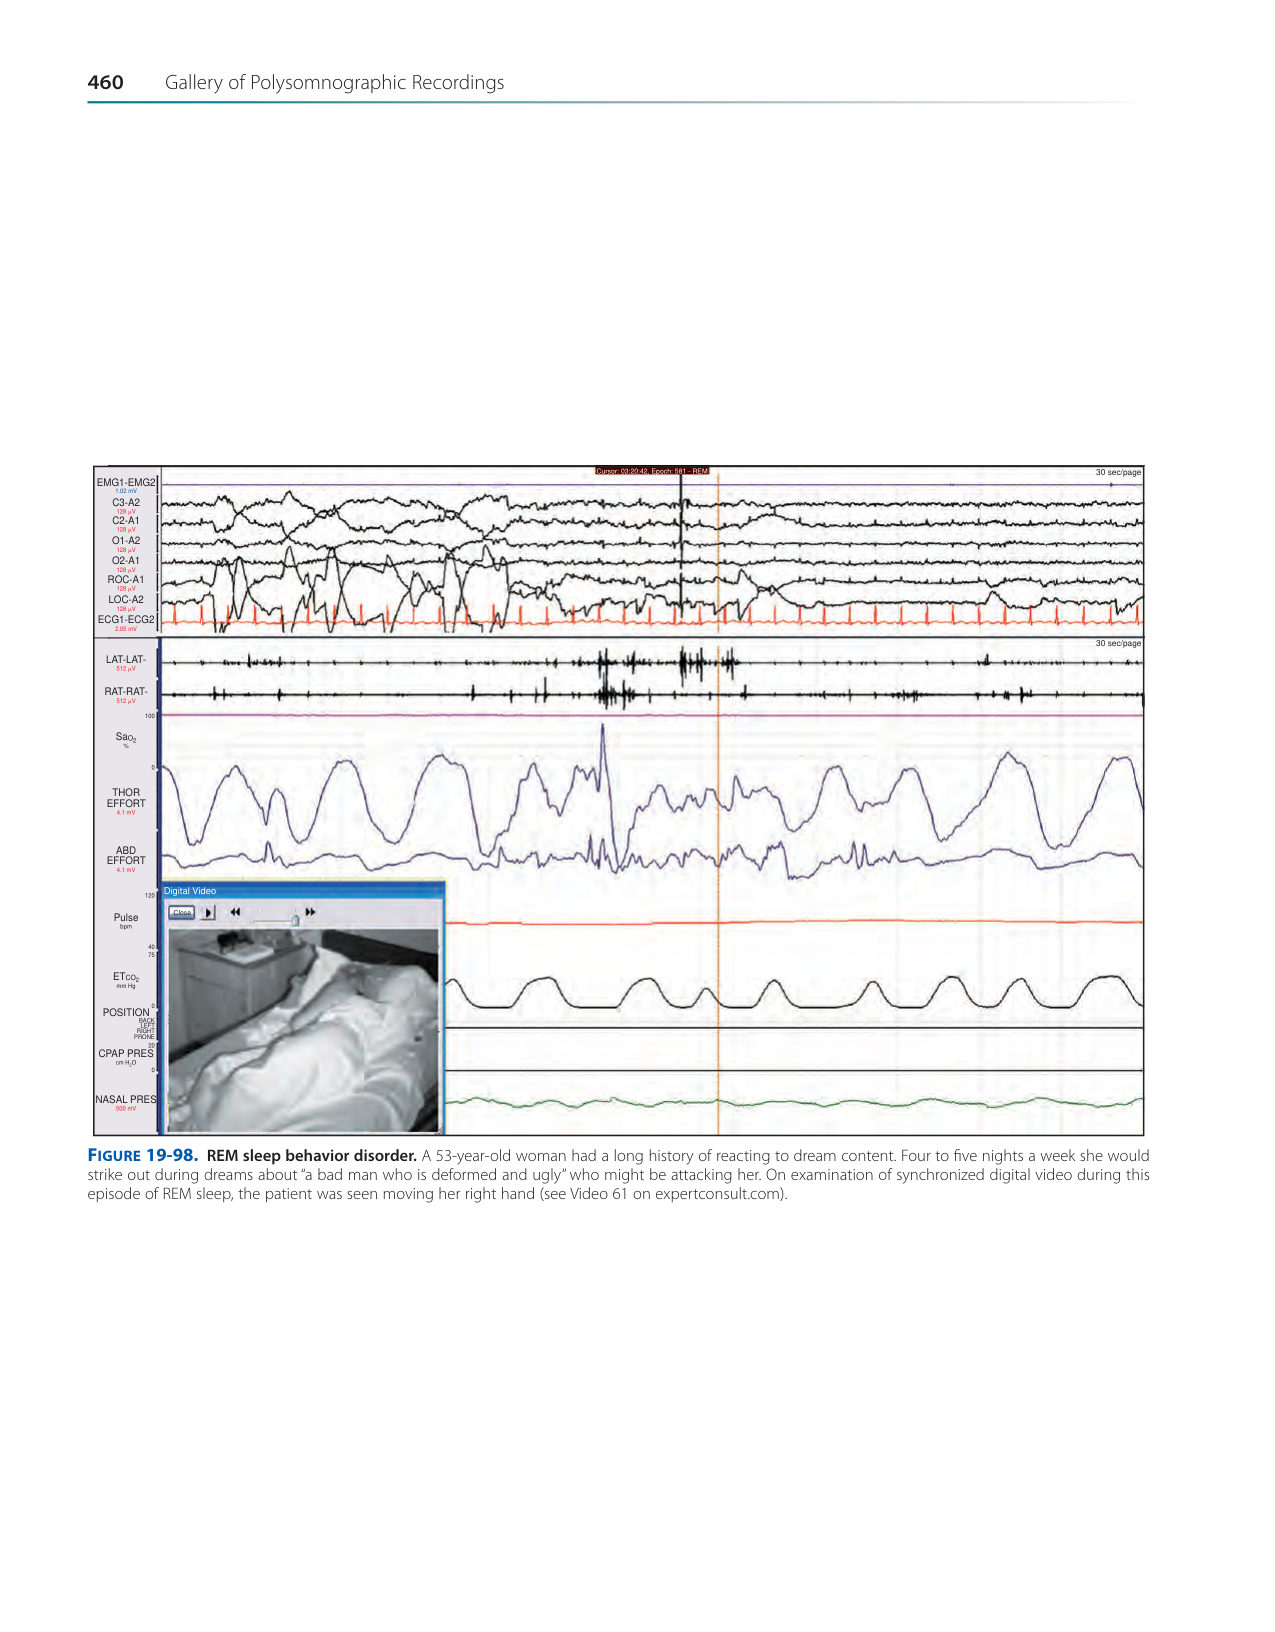 460 Gallery of Polysomnographic Recordings
Cursor: 03:20:42, Epoch: 581 - REM
30 sec/page
EMG1-EMG2
1.02 mV
C3-A2
128 µV
C2-A1
128 µV
O1-A2
128 µV
O2-A1
128 µV
ROC-A1
128 µV
LOC-A2
128 µV
ECG1-ECG2
2.05 mV
30 sec/page
LAT-LAT-
512 µV
RAT-RAT-
512 µV
100
SaO2
%
0
THOR
EFFORT
4.1 mV
ABD
EFFORT
4.1 mV
Digital Video
120
Close
Pulse
bpm
40
75
ETCO2
mm Hg
0
POSITION
BACK
LEFT
RIGHT
PRONE
20
CPAP PRES
cm H2O
0
NASAL PRES
500 mV
FIGURE 19-98. REM sleep behavior disorder. A 53-year-old woman had a long history of reacting to dream content. Four to five nights a week she would
strike out during dreams about “a bad man who is deformed and ugly” who might be attacking her. On examination of synchronized digital video during this
episode of REM sleep, the patient was seen moving her right hand (see Video 61 on expertconsult.com).